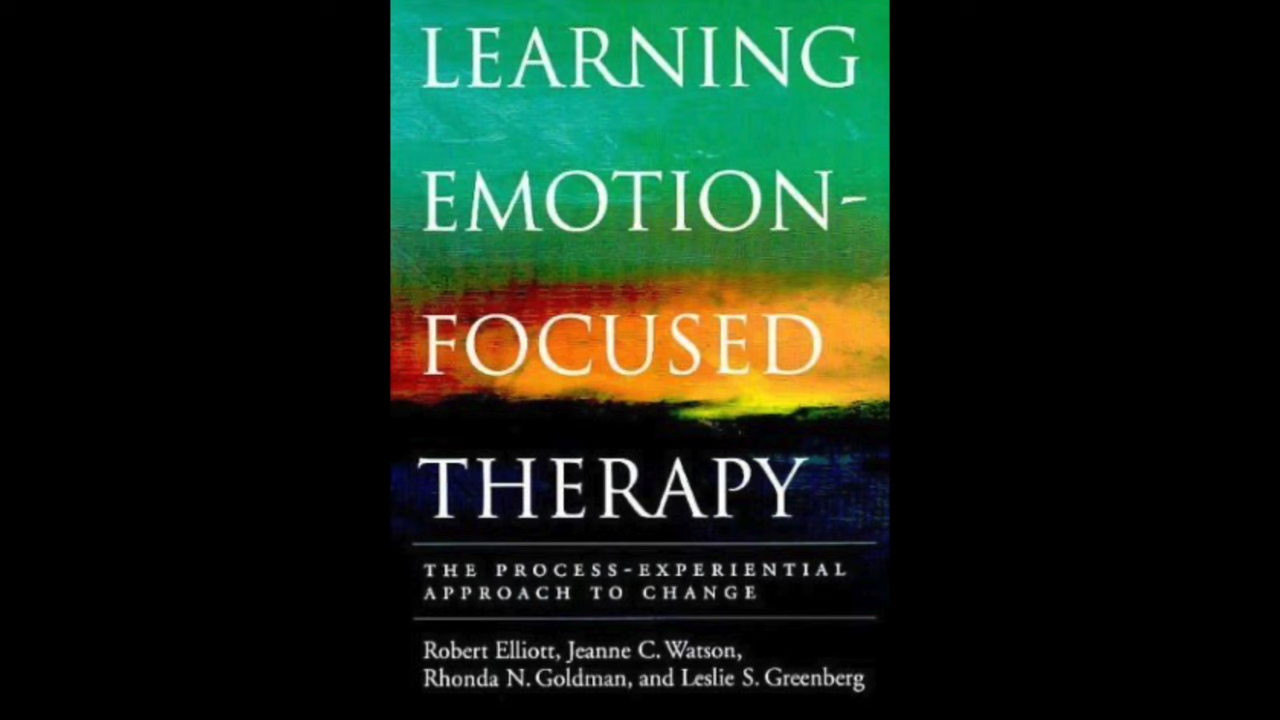 LEARNING
EMOTION-
FOCUSED
THERAPY
THE PROCESS-EXPERIENTIAL
APPROACH TO CHANGE
Robert Elliott, Jeanne C. Watson,
Rhonda N. Goldman, and Leslie S. Greenberg